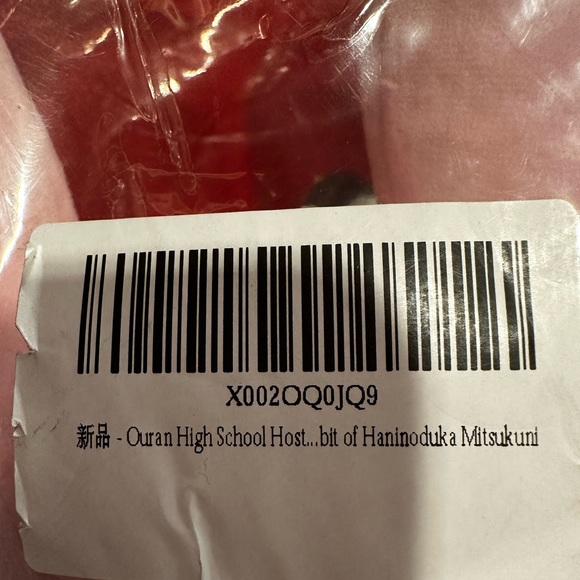 X002OQ0JQ9
新品 - Ouran High School Host...bit of Haninoduka Mitsukuni